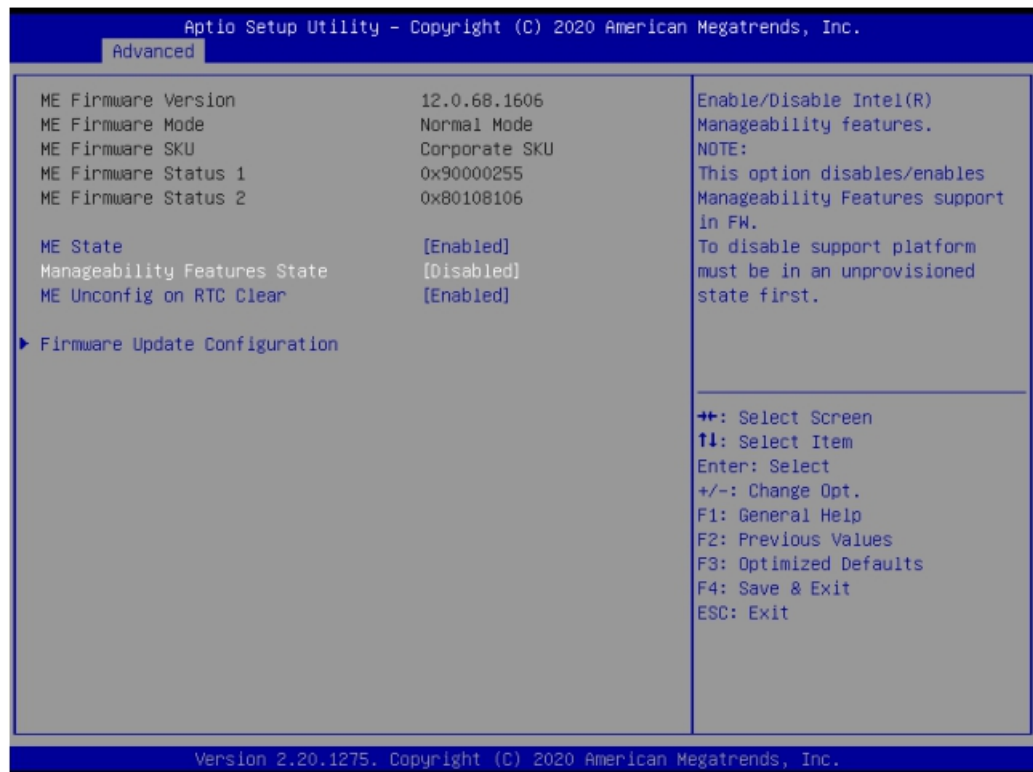 Aptio Setup Utility – Copyright (C) 2020 American Megatrends, Inc.
Advanced
ME Firmware Version 12.0.68.1606
ME Firmware Mode Normal Mode
ME Firmware SKU Corporate SKU
ME Firmware Status 1 0x90000255
ME Firmware Status 2 0x80108106
ME State [Enabled]
Manageability Features State [Disabled]
ME Unconfig on RTC Clear [Enabled]
Firmware Update Configuration
Enable/Disable Intel(R)
Manageability features.
NOTE:
This option disables/enables
Manageability Features support
in FW.
To disable support platform
must be in an unprovisioned
state first.
→←: Select Screen
↑↓: Select Item
Enter: Select
+/-: Change Opt.
F1: General Help
F2: Previous Values
F3: Optimized Defaults
F4: Save & Exit
ESC: Exit
Version 2.20.1275. Copyright (C) 2020 American Megatrends, Inc.